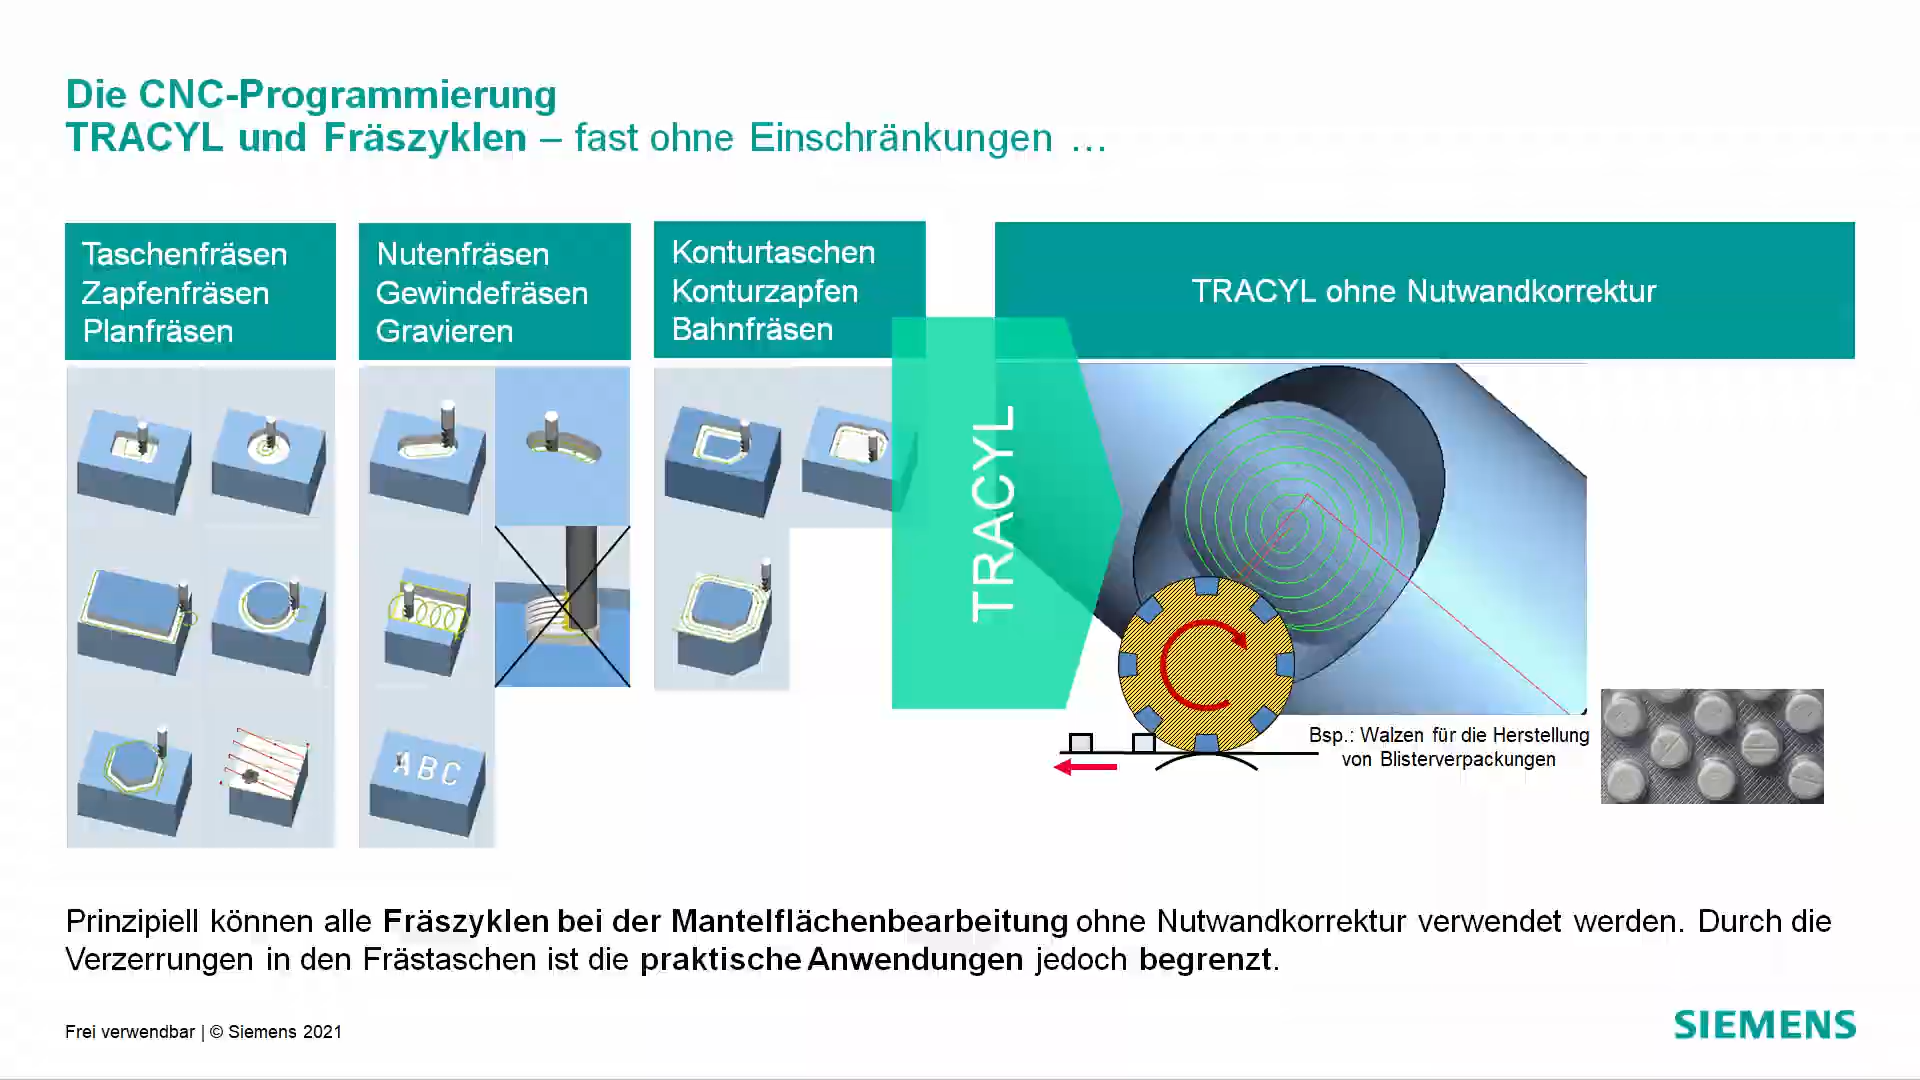 Die CNC-Programmierung
TRACYL und Fräszyklen – fast ohne Einschränkungen …
Taschenfräsen
Zapfenfräsen
Planfräsen
Nutenfräsen
Gewindefräsen
Gravieren
Konturtaschen
Konturzapfen
Bahnfräsen
TRACYL ohne Nutwandkorrektur
TRACYL
ABC
Bsp.: Walzen für die Herstellung
von Blisterverpackungen
Prinzipiell können alle Fräszyklen bei der Mantelflächenbearbeitung ohne Nutwandkorrektur verwendet werden. Durch die
Verzerrungen in den Frästaschen ist die praktische Anwendungen jedoch begrenzt.
Frei verwendbar | © Siemens 2021
SIEMENS